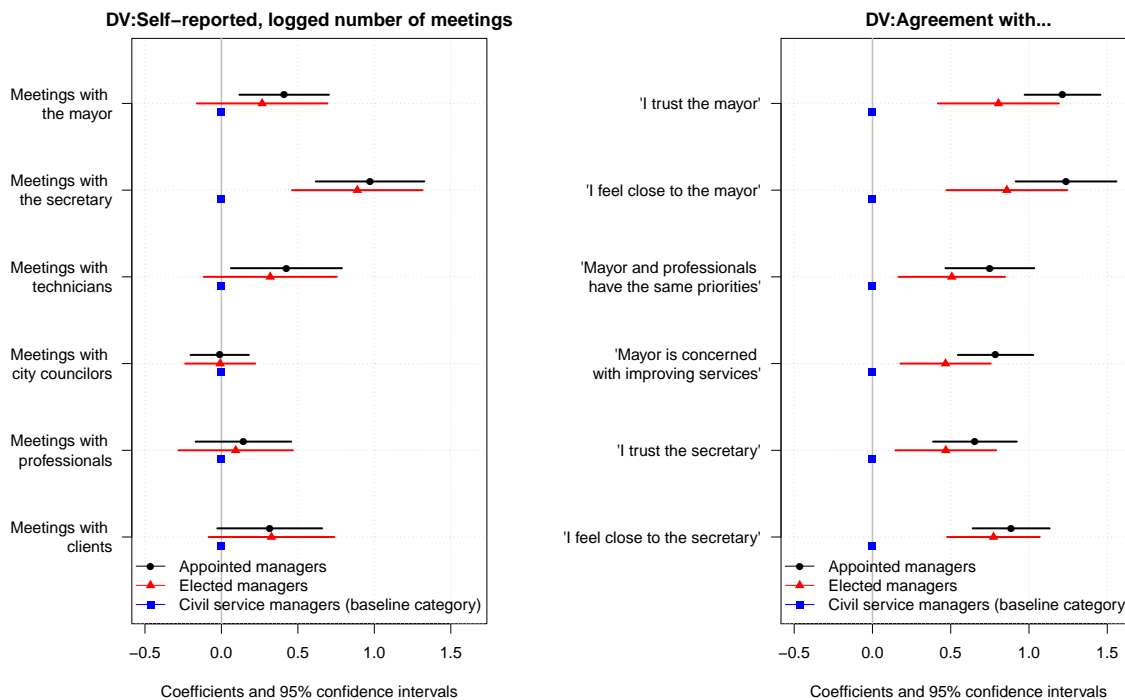 DV:Self−reported, logged number of meetings
Meetings with
the mayor
Meetings with
the secretary
Meetings with
technicians
Meetings with
city councilors
Meetings with
professionals
Meetings with
clients
Appointed managers
Elected managers
Civil service managers (baseline category)
−0.5
0.0
0.5
1.0
1.5
Coefficients and 95% confidence intervals
DV:Agreement with...
'I trust the mayor'
'I feel close to the mayor'
'Mayor and professionals
have the same priorities'
'Mayor is concerned
with improving services'
'I trust the secretary'
'I feel close to the secretary'
Appointed managers
Elected managers
Civil service managers (baseline category
−0.5
0.0
0.5
1.0
1.5
Coefficients and 95% confidence intervals